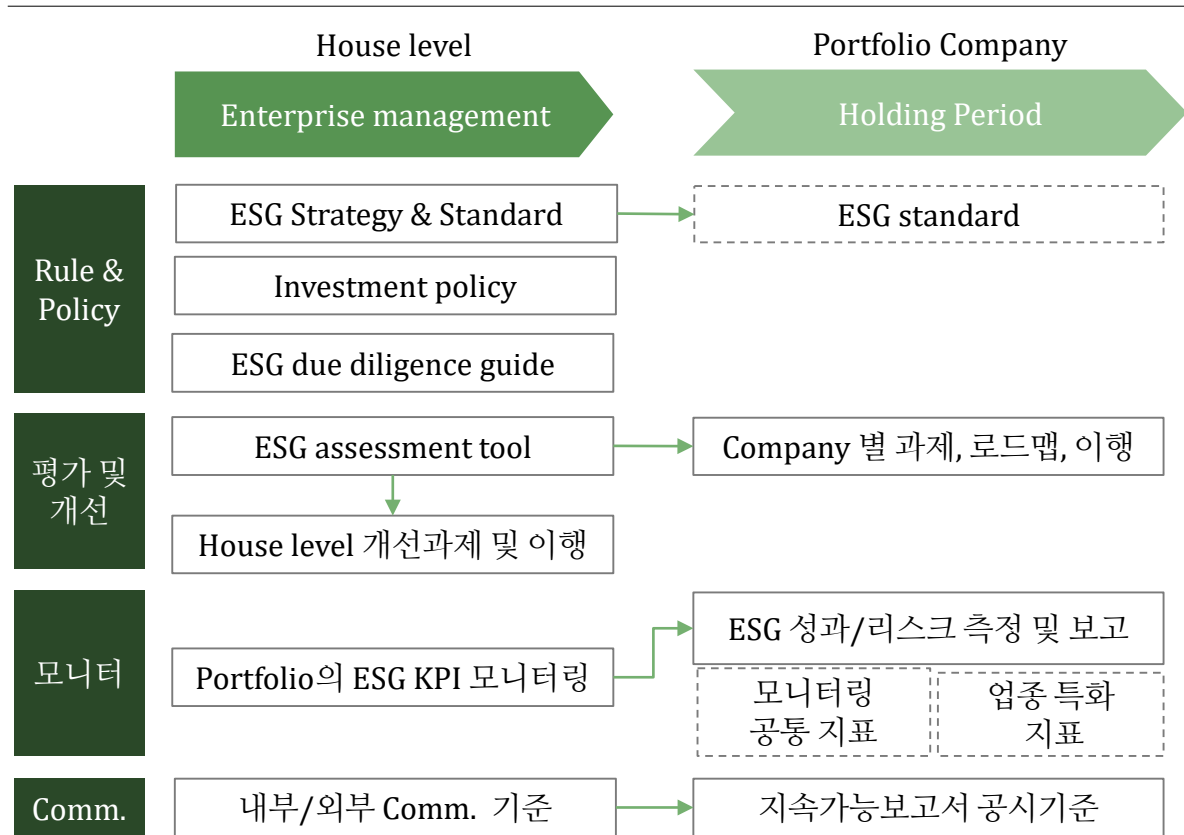 House level
Portfolio Company
Enterprise management
Holding Period
Rule &
Policy
ESG Strategy & Standard
ESG standard
Investment policy
ESG due diligence guide
평가 및
개선
ESG assessment tool
Company 별 과제, 로드맵, 이행
House level 개선과제 및 이행
모니터
Portfolio의 ESG KPI 모니터링
ESG 성과/리스크 측정 및 보고
모니터링
공통 지표
업종 특화
지표
Comm.
내부/외부 Comm. 기준
지속가능보고서 공시기준